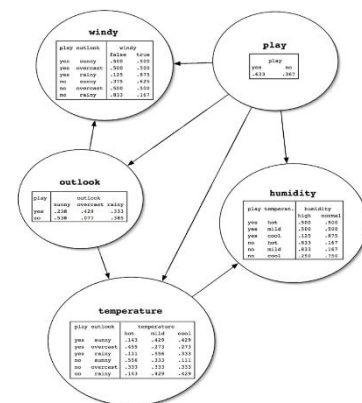 windy
play outlook windy
false true
yes sunny .500 .500
yes overcast .500 .500
yes rainy .125 .875
no sunny .375 .625
no overcast .500 .500
no rainy .833 .167
play
play
yes no
.633 .367
outlook
play outlook
sunny overcast rainy
yes .238 .429 .333
no .538 .077 .385
humidity
play temperat. humidity
high normal
yes hot .500 .500
yes mild .500 .500
yes cool .125 .875
no hot .833 .167
no mild .833 .167
no cool .250 .750
temperature
play outlook temperature
hot mild cool
yes sunny .143 .429 .429
yes overcast .455 .273 .273
yes rainy .111 .556 .333
no sunny .556 .333 .111
no overcast .333 .333 .333
no rainy .143 .429 .429